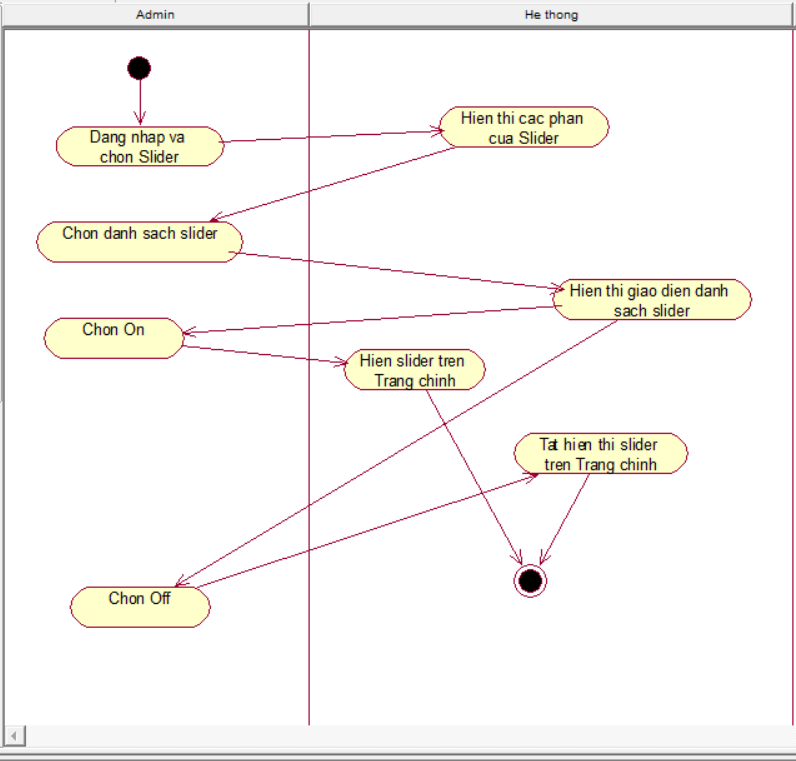 Admin
He thong
Dang nhap va
chon Slider
Hien thi cac phan
cua Slider
Chon danh sach slider
Hien thi giao dien danh
sach slider
Chon On
Hien slider tren
Trang chinh
Tat hien thi slider
tren Trang chinh
Chon Off